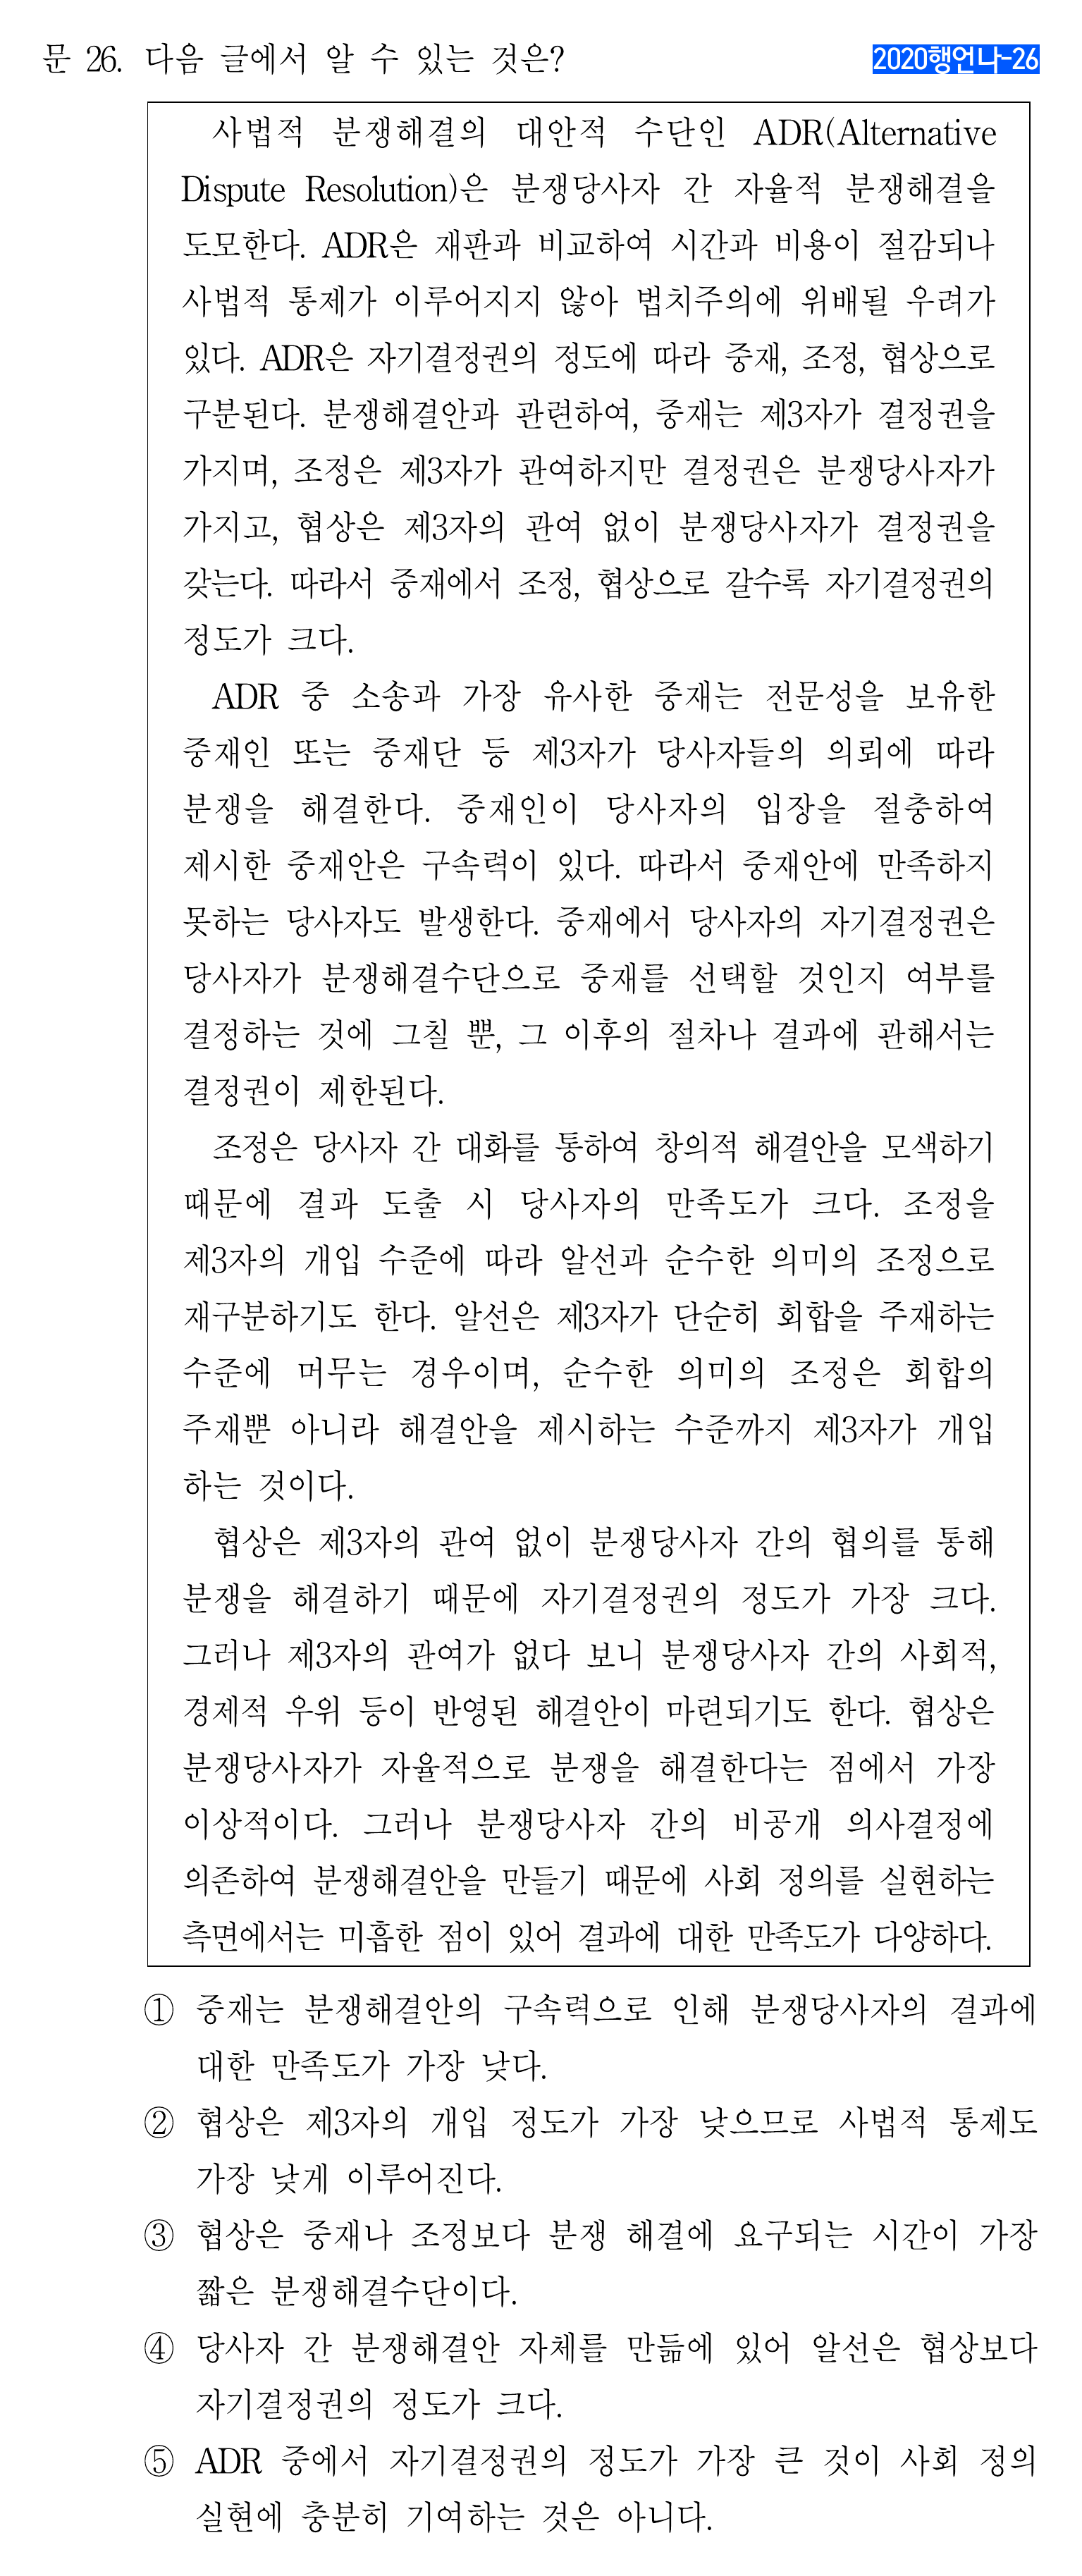 문 26. 다음 글에서 알 수 있는 것은?
2020행언나-26
사법적 분쟁해결의 대안적 수단인 ADR(Alternative
Dispute Resolution)은 분쟁당사자 간 자율적 분쟁해결을
도모한다. ADR은 재판과 비교하여 시간과 비용이 절감되나
사법적 통제가 이루어지지 않아 법치주의에 위배될 우려가
있다. ADR은 자기결정권의 정도에 따라 중재, 조정, 협상으로
구분된다. 분쟁해결안과 관련하여, 중재는 제3자가 결정권을
가지며, 조정은 제3자가 관여하지만 결정권은 분쟁당사자가
가지고, 협상은 제3자의 관여 없이 분쟁당사자가 결정권을
갖는다. 따라서 중재에서 조정, 협상으로 갈수록 자기결정권의
정도가 크다.
ADR 중 소송과 가장 유사한 중재는 전문성을 보유한
중재인 또는 중재단 등 제3자가 당사자들의 의뢰에 따라
분쟁을 해결한다. 중재인이 당사자의 입장을 절충하여
제시한 중재안은 구속력이 있다. 따라서 중재안에 만족하지
못하는 당사자도 발생한다. 중재에서 당사자의 자기결정권은
당사자가 분쟁해결수단으로 중재를 선택할 것인지 여부를
결정하는 것에 그칠 뿐, 그 이후의 절차나 결과에 관해서는
결정권이 제한된다.
조정은 당사자 간 대화를 통하여 창의적 해결안을 모색하기
때문에 결과 도출 시 당사자의 만족도가 크다. 조정을
제3자의 개입 수준에 따라 알선과 순수한 의미의 조정으로
재구분하기도 한다. 알선은 제3자가 단순히 회합을 주재하는
수준에 머무는 경우이며, 순수한 의미의 조정은 회합의
주재뿐 아니라 해결안을 제시하는 수준까지 제3자가 개입
하는 것이다.
협상은 제3자의 관여 없이 분쟁당사자 간의 협의를 통해
분쟁을 해결하기 때문에 자기결정권의 정도가 가장 크다.
그러나 제3자의 관여가 없다 보니 분쟁당사자 간의 사회적,
경제적 우위 등이 반영된 해결안이 마련되기도 한다. 협상은
분쟁당사자가 자율적으로 분쟁을 해결한다는 점에서 가장
이상적이다. 그러나 분쟁당사자 간의 비공개 의사결정에
의존하여 분쟁해결안을 만들기 때문에 사회 정의를 실현하는
측면에서는 미흡한 점이 있어 결과에 대한 만족도가 다양하다.
① 중재는 분쟁해결안의 구속력으로 인해 분쟁당사자의 결과에
대한 만족도가 가장 낮다.
② 협상은 제3자의 개입 정도가 가장 낮으므로 사법적 통제도
가장 낮게 이루어진다.
③ 협상은 중재나 조정보다 분쟁 해결에 요구되는 시간이 가장
짧은 분쟁해결수단이다.
④ 당사자 간 분쟁해결안 자체를 만듦에 있어 알선은 협상보다
자기결정권의 정도가 크다.
⑤ ADR 중에서 자기결정권의 정도가 가장 큰 것이 사회 정의
실현에 충분히 기여하는 것은 아니다.